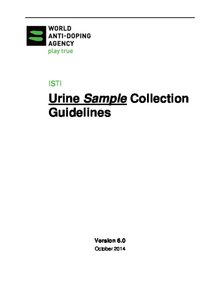 WORLD
ANTI-DOPING
AGENCY
play true
ISTI
Urine Sample Collection
Guidelines
Version 6.0
October 2014